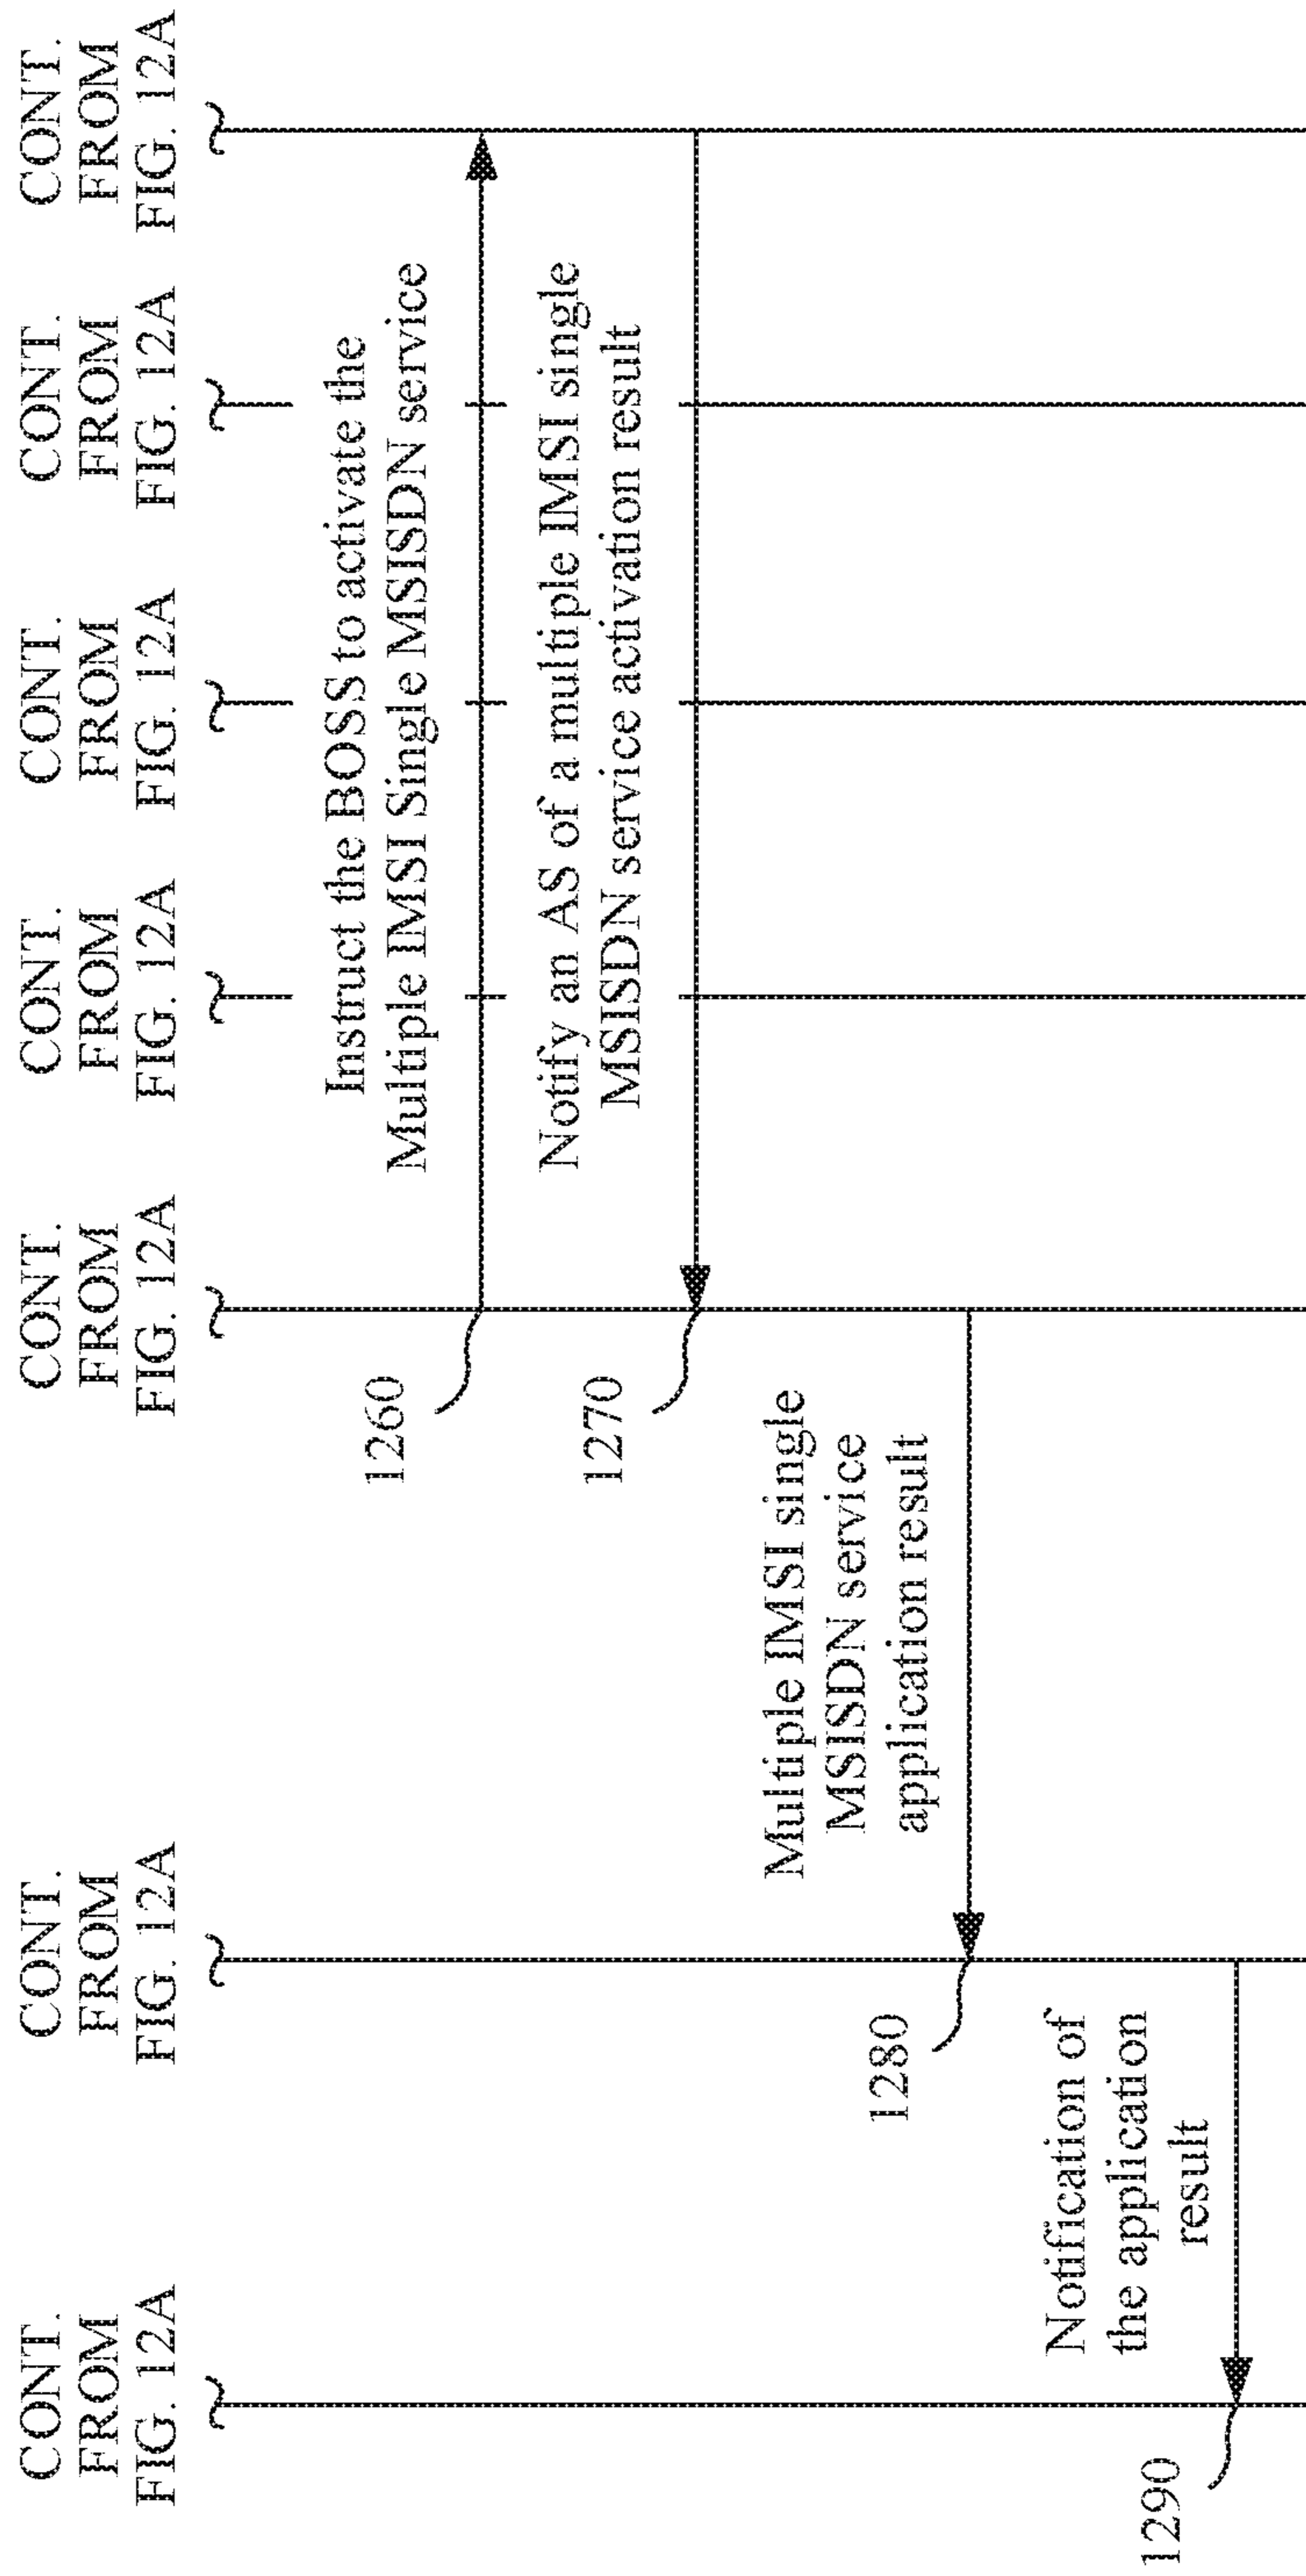 CONT.
FROM
FIG. 12A
CONT.
FROM
FIG. 12A
CONT.
FROM
FIG. 12A
CONT.
FROM
FIG. 12A
CONT.
FROM
FIG. 12A
CONT.
FROM
FIG. 12A
CONT.
FROM
FIG. 12A
1260
Instruct the BOSS to activate the
Multiple IMSI Single MSISDN service
1270
Notify an AS of a multiple IMSI single
MSISDN service activation result
Multiple IMSI single
MSISDN service
application result
1280
Notification of
the application
result
1290